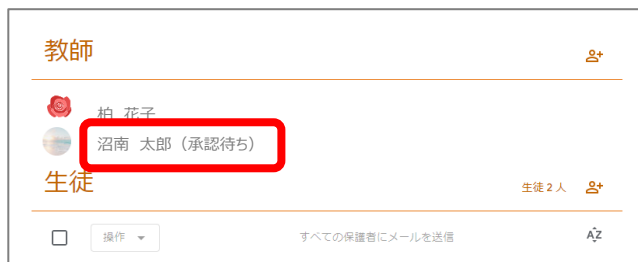 教師
柏 花子
沼南 太郎（承認待ち）
生徒
生徒 2 人
操作
すべての保護者にメールを送信
AZ